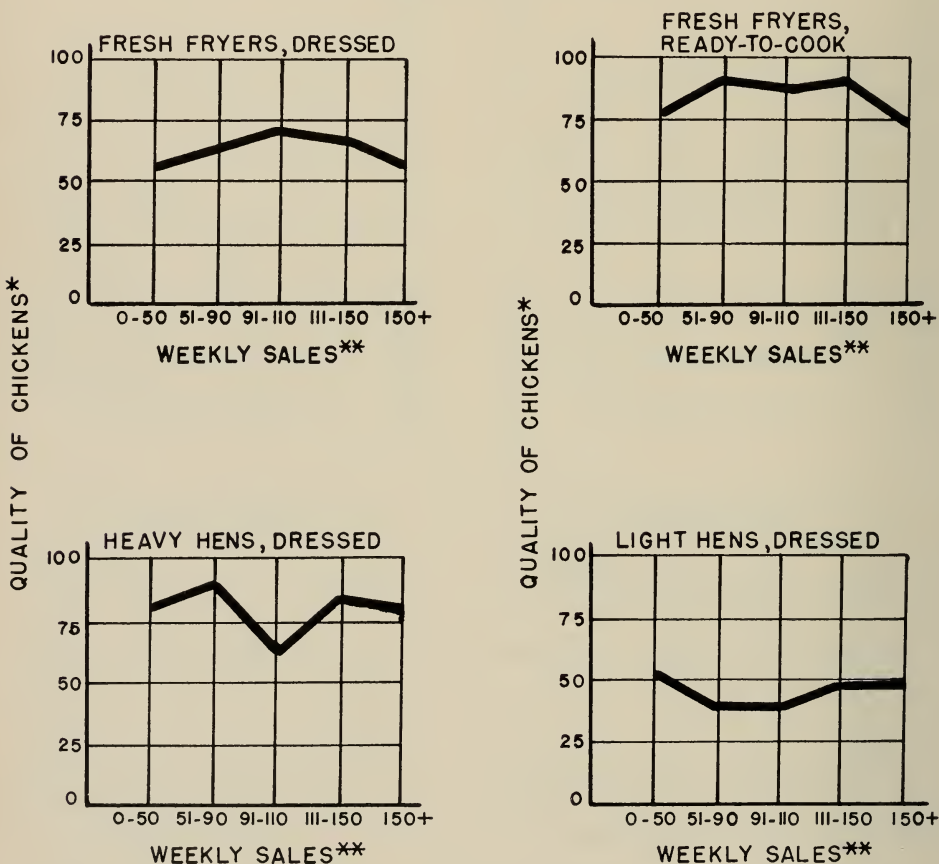 FRESH FRYERS, DRESSED
100
75
50
25
0
0-50 51-90 91-110 111-150 150+
WEEKLY SALES**
FRESH FRYERS,
READY-TO-COOK
100
75
50
25
0
0-50 51-90 91-110 111-150 150+
WEEKLY SALES**
QUALITY OF CHICKENS*
QUALITY OF CHICKENS*
HEAVY HENS, DRESSED
100
75
50
25
0
0-50 51-90 91-110 111-150 150+
WEEKLY SALES**
LIGHT HENS, DRESSED
100
75
50
25
0
0-50 51-90 91-110 111-150 150+
WEEKLY SALES**